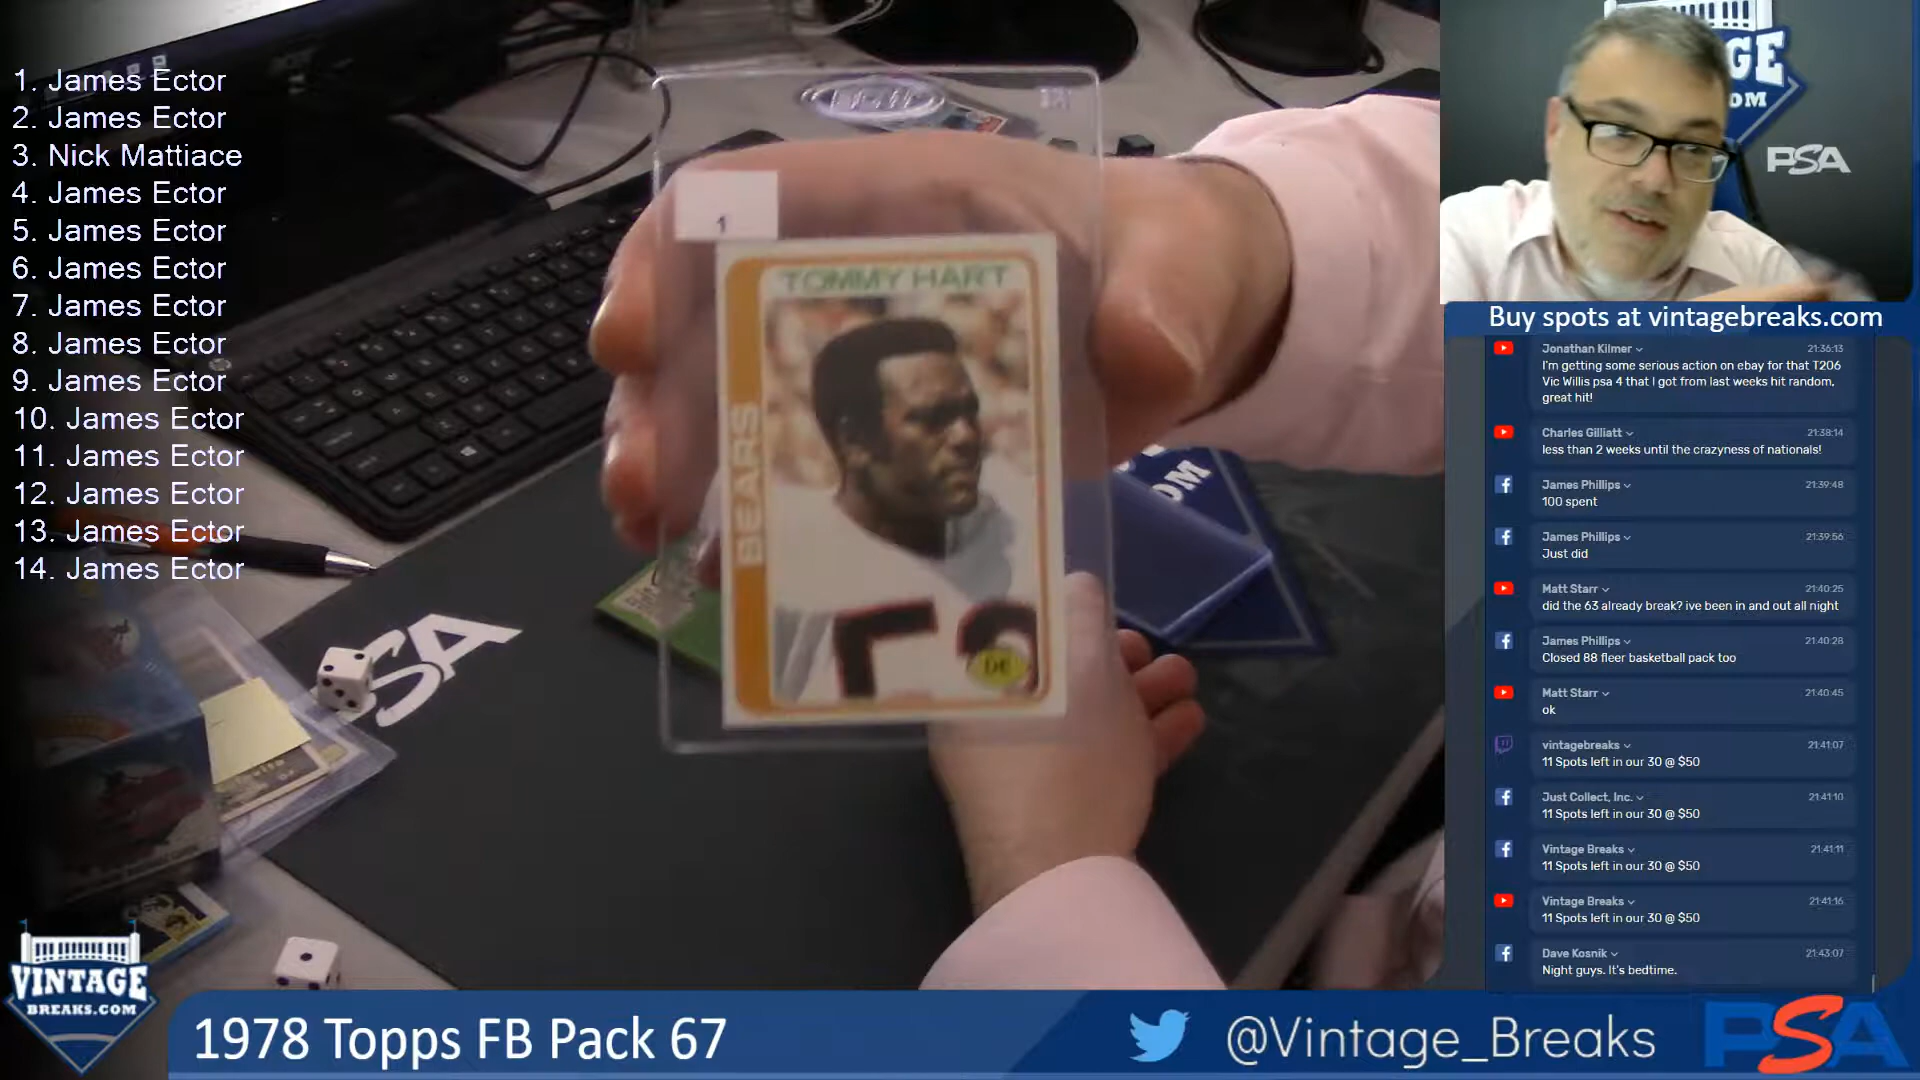 1. James Ector
2. James Ector
3. Nick Mattiace
4. James Ector
5. James Ector
6. James Ector
7. James Ector
8. James Ector
9. James Ector
10. James Ector
11. James Ector
12. James Ector
13. James Ector
14. James Ector
1
TOMMY HART
BEARS
DE
SA
OM
GE
OM
PSA
Buy spots at vintagebreaks.com
Jonathan Kilmer 21:36:13
I'm getting some serious action on ebay for that T206
Vic Willis psa 4 that I got from last weeks hit random,
great hit!
Charles Gilliatt 21:38:14
less than 2 weeks until the crazyness of nationals!
James Phillips 21:39:48
100 spent
James Phillips 21:39:56
Just did
Matt Starr 21:40:25
did the 63 already break? ive been in and out all night
James Phillips 21:40:28
Closed 88 fleer basketball pack too
Matt Starr 21:40:45
ok
vintagebreaks 21:41:07
11 Spots left in our 30 @ $50
Just Collect, Inc. 21:41:10
11 Spots left in our 30 @ $50
Vintage Breaks 21:41:11
11 Spots left in our 30 @ $50
Vintage Breaks 21:41:16
11 Spots left in our 30 @ $50
Dave Kosnik 21:43:07
Night guys. It's bedtime.
VINTAGE
BREAKS.COM
1978 Topps FB Pack 67
@Vintage_Breaks
PSA